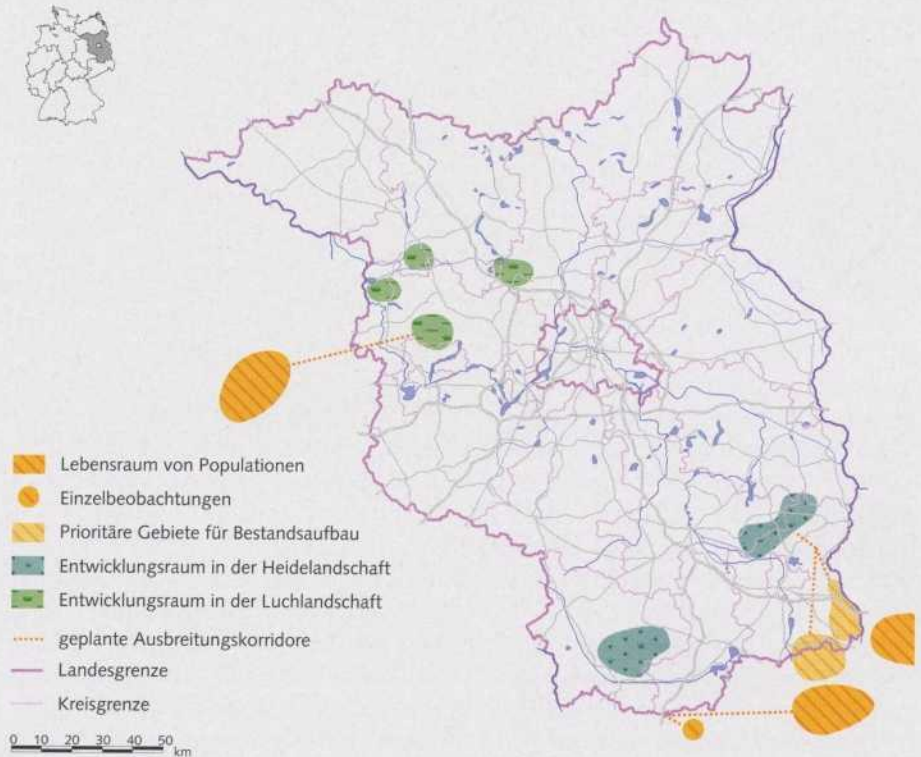 Lebensraum von Populationen
Einzelbeobachtungen
Prioritäre Gebiete für Bestandsaufbau
Entwicklungsraum in der Heidelandschaft
Entwicklungsraum in der Luchlandschaft
geplante Ausbreitungskorridore
Landesgrenze
Kreisgrenze
0 10 20 30 40 50
km